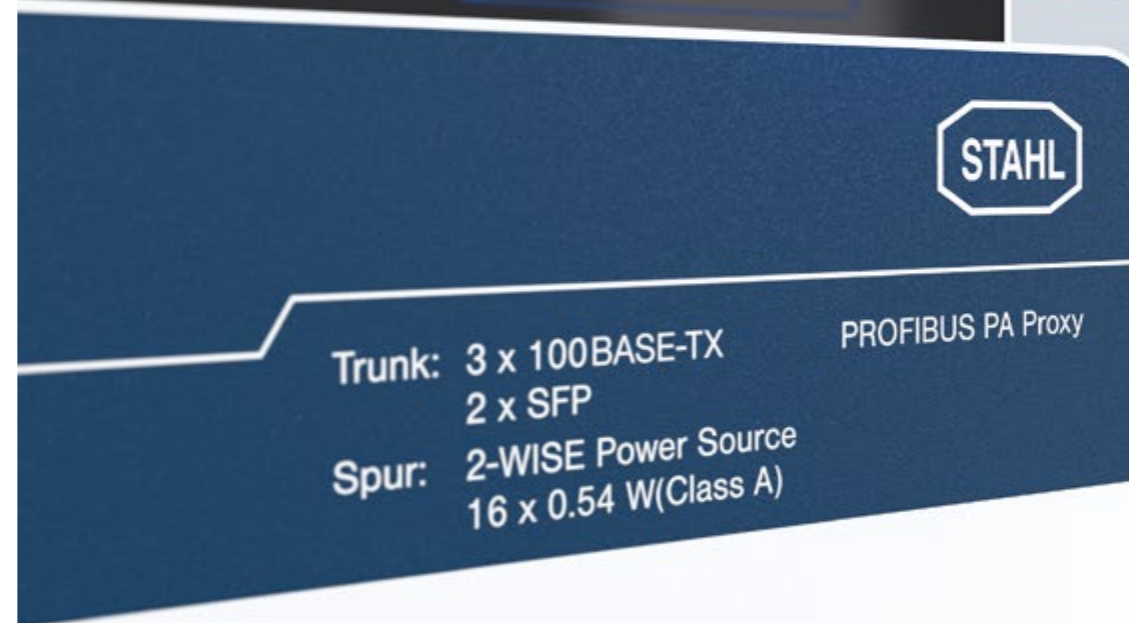 STAHL
Trunk: 3 x 100BASE-TX
2 x SFP
Spur: 2-WISE Power Source
16 x 0.54 W(Class A)
PROFIBUS PA Proxy